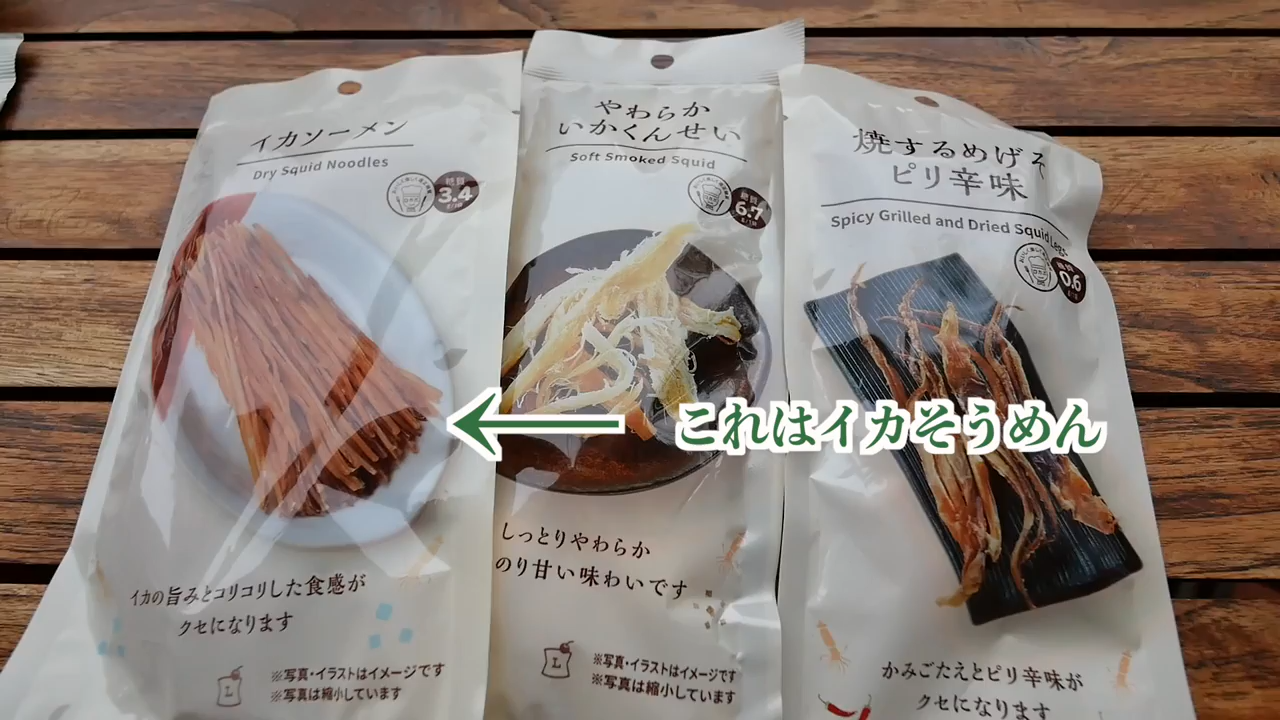 イカソーメン
Dry Squid Noodles
糖質
3.4
イカの旨みとコリコリした食感が
クセになります
L
※写真・イラストはイメージです
※写真は縮小しています
やわらか
いかくんせい
Soft Smoked Squid
糖質
6.7
しっとりやわらか
のり甘い味わいです
L
※写真・イラストはイメージです
※写真は縮小しています
焼するめげそ
ピリ辛味
Spicy Grilled and Dried Squid Legs
糖質
0.6
かみごたえとピリ辛味が
クセになります
これはイカそうめん